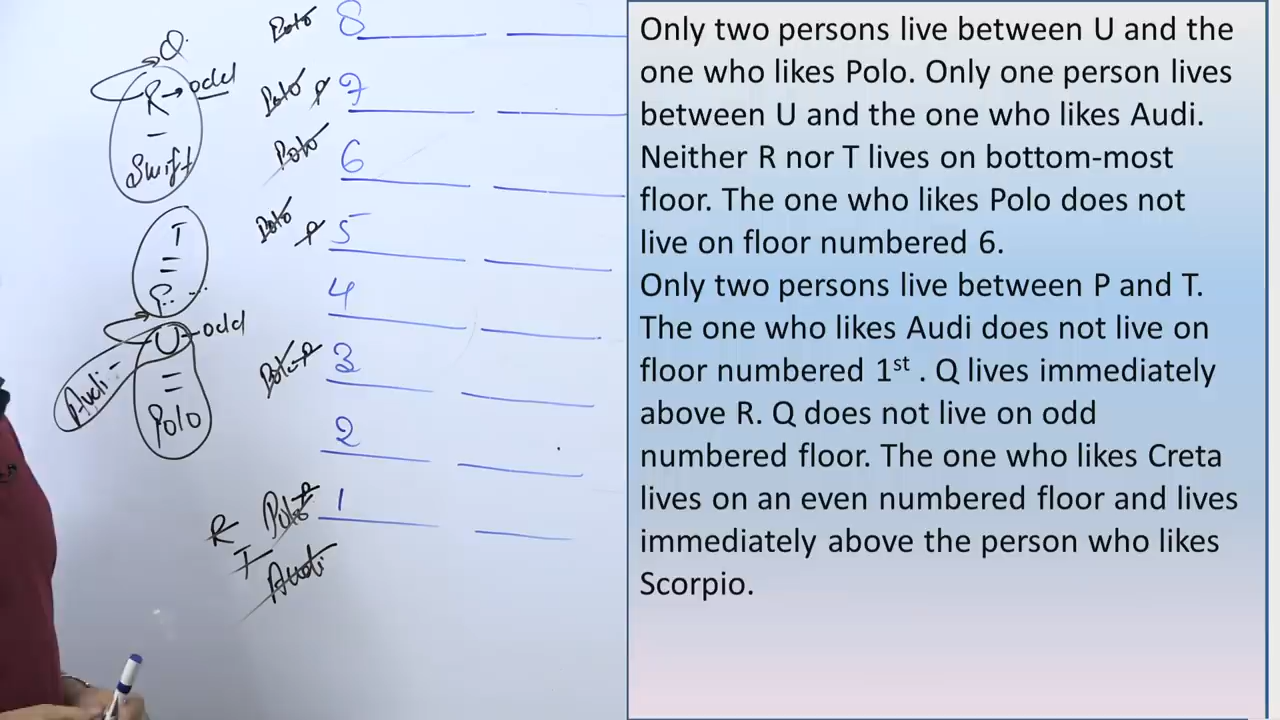 Q
R → odd
Swift
T
P
U - odd
Audi -
Polo
Polo 8
Polo P 7
Polo 6
Polo P 5
4
Polo P 3
2
R Polo P 1
T
Audi
Only two persons live between U and the
one who likes Polo. Only one person lives
between U and the one who likes Audi.
Neither R nor T lives on bottom-most
floor. The one who likes Polo does not
live on floor numbered 6.
Only two persons live between P and T.
The one who likes Audi does not live on
floor numbered 1st . Q lives immediately
above R. Q does not live on odd
numbered floor. The one who likes Creta
lives on an even numbered floor and lives
immediately above the person who likes
Scorpio.